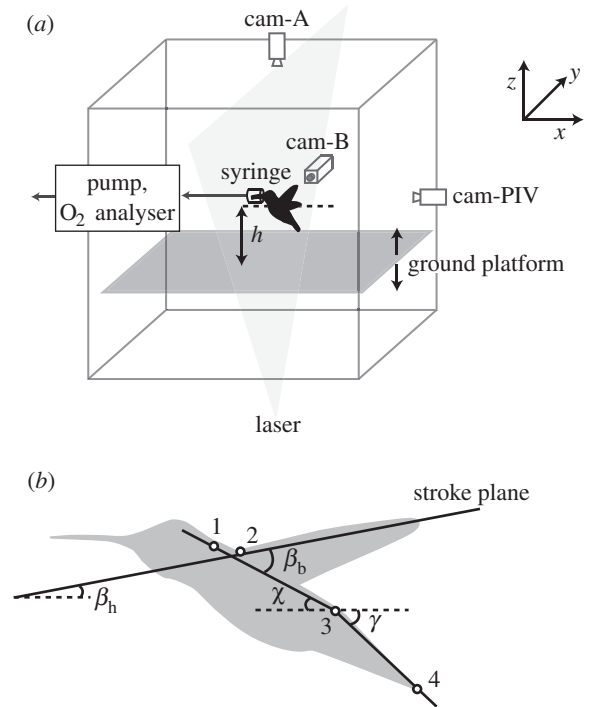 (a)
cam-A
z
y
x
cam-B
syringe
pump,
O2 analyser
cam-PIV
h
ground platform
laser
(b)
stroke plane
1
2
βb
βh
χ
3
γ
4